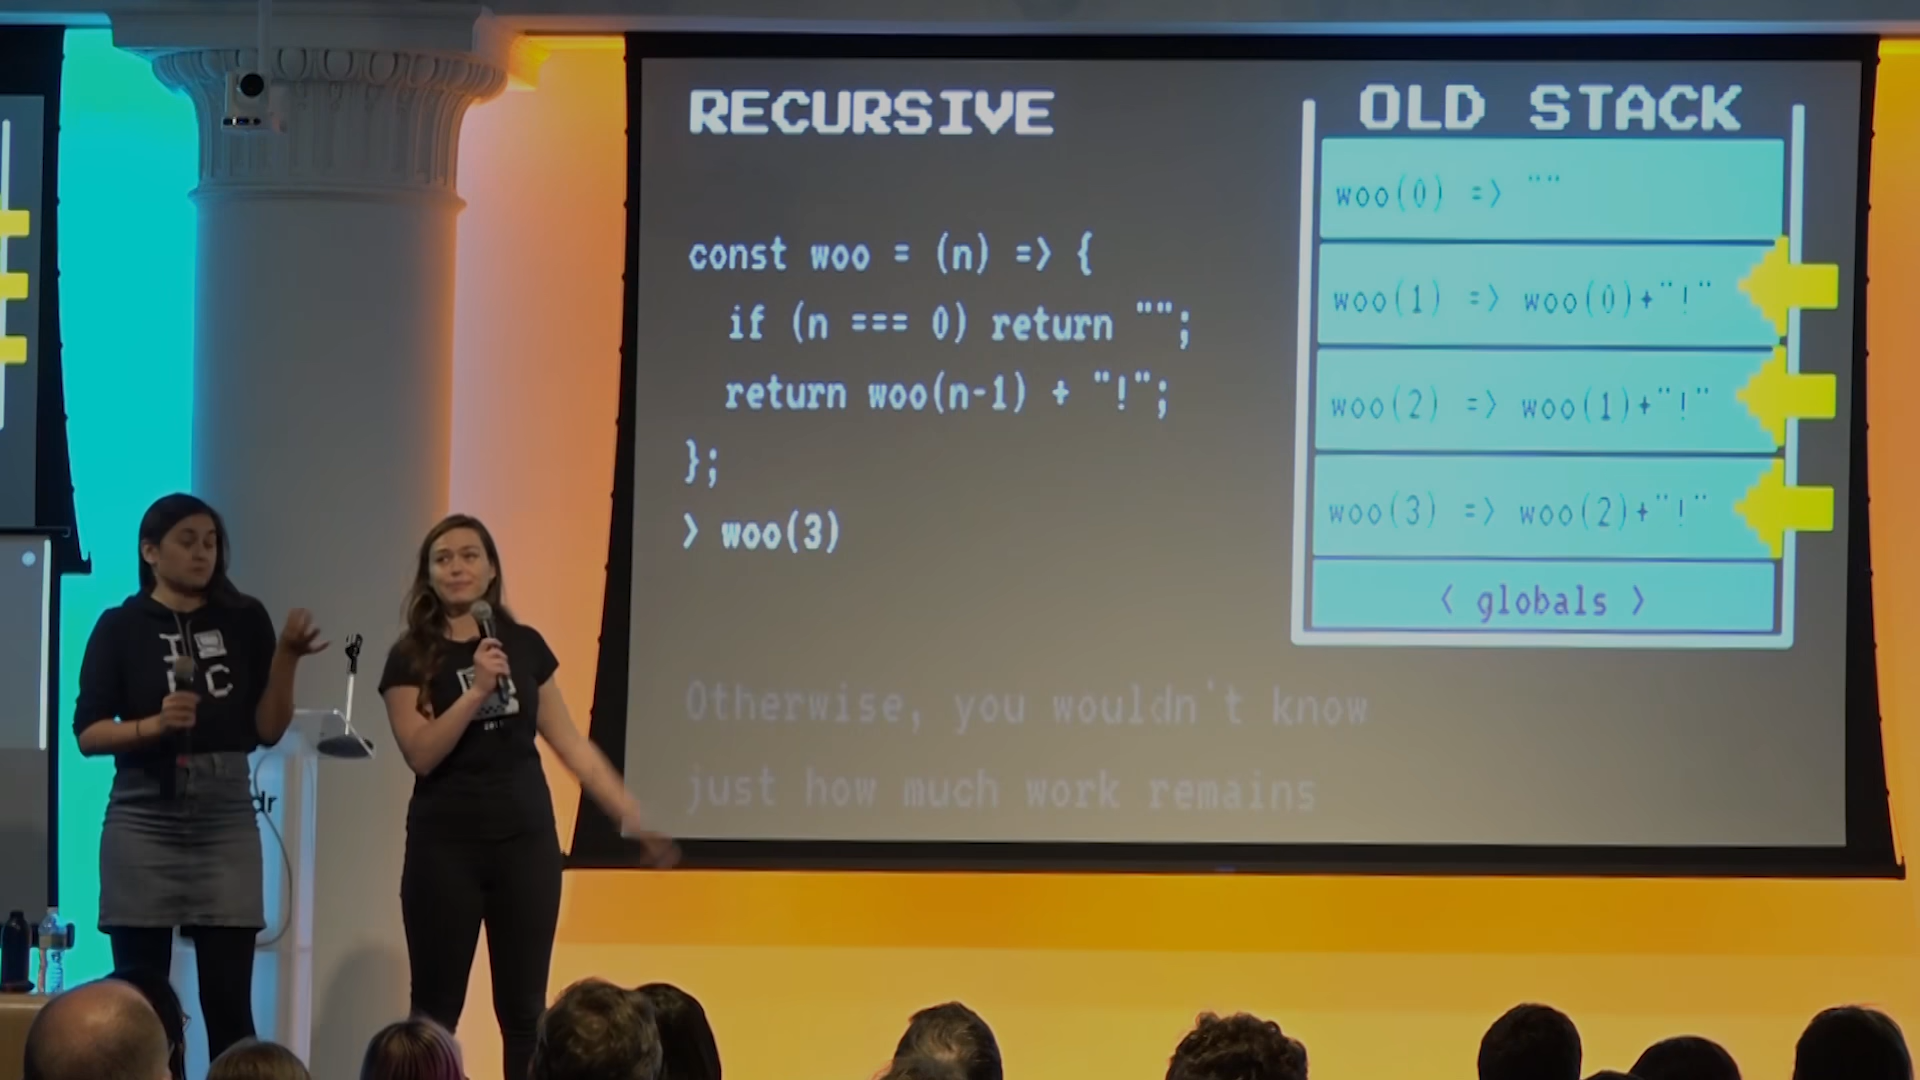 RECURSIVE
const woo = (n) => {
if (n === 0) return "";
return woo(n-1) + "!";
};
> woo(3)
Otherwise, you wouldn't know
just how much work remains
OLD STACK
woo(0) => ""
woo(1) => woo(0)+"!"
woo(2) => woo(1)+"!"
woo(3) => woo(2)+"!"
< globals >
I
C
dr